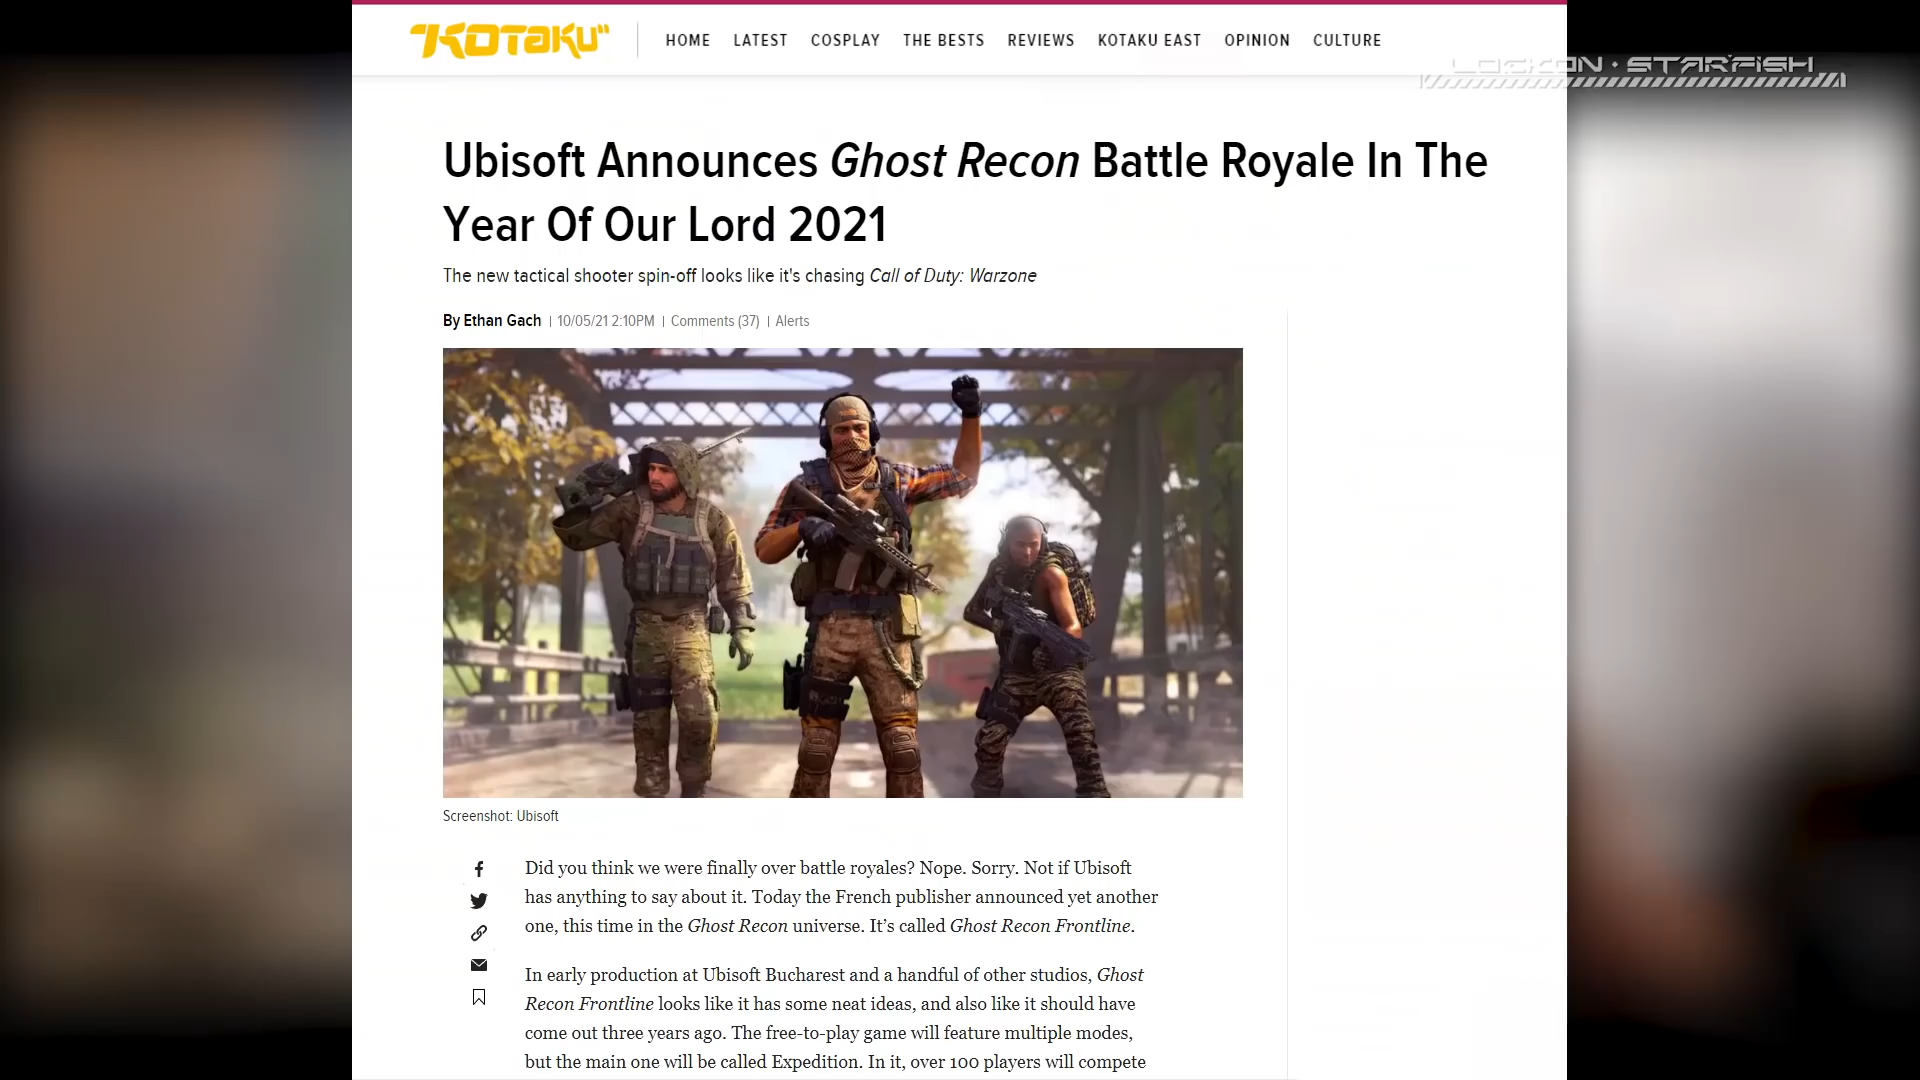 "KOTAKU"
HOME LATEST COSPLAY THE BESTS REVIEWS KOTAKU EAST OPINION CULTURE
LOCKON · STARFISH
Ubisoft Announces Ghost Recon Battle Royale In The
Year Of Our Lord 2021
The new tactical shooter spin-off looks like it's chasing Call of Duty: Warzone
By Ethan Gach | 10/05/21 2:10PM | Comments (37) | Alerts
Screenshot: Ubisoft
Did you think we were finally over battle royales? Nope. Sorry. Not if Ubisoft
has anything to say about it. Today the French publisher announced yet another
one, this time in the Ghost Recon universe. It’s called Ghost Recon Frontline.
In early production at Ubisoft Bucharest and a handful of other studios, Ghost
Recon Frontline looks like it has some neat ideas, and also like it should have
come out three years ago. The free-to-play game will feature multiple modes,
but the main one will be called Expedition. In it, over 100 players will compete